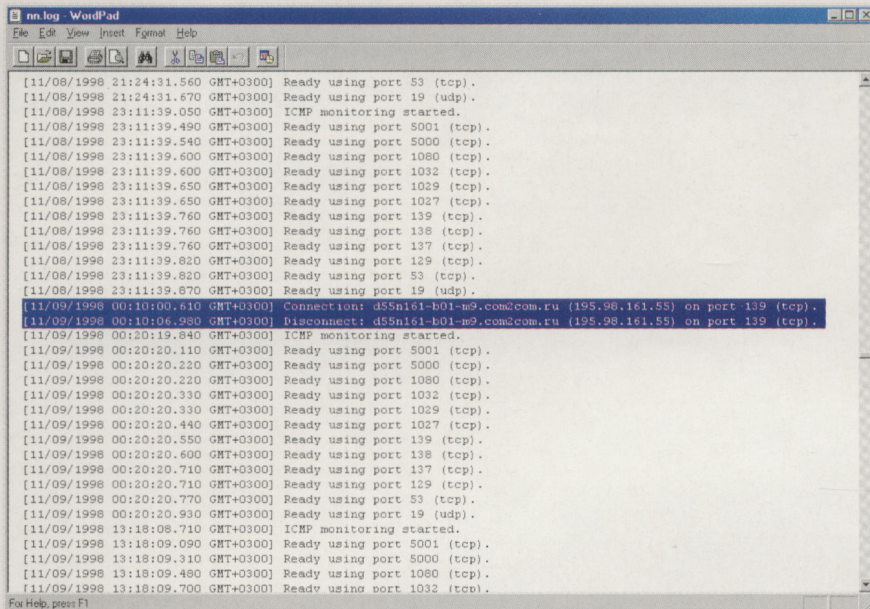 nn.log - WordPad
File Edit View Insert Format Help
[11/08/1998 21:24:31.560 GMT+0300] Ready using port 53 (tcp).
[11/08/1998 21:24:31.670 GMT+0300] Ready using port 19 (udp).
[11/08/1998 23:11:39.050 GMT+0300] ICMP monitoring started.
[11/08/1998 23:11:39.490 GMT+0300] Ready using port 5001 (tcp).
[11/08/1998 23:11:39.540 GMT+0300] Ready using port 5000 (tcp).
[11/08/1998 23:11:39.600 GMT+0300] Ready using port 1080 (tcp).
[11/08/1998 23:11:39.600 GMT+0300] Ready using port 1032 (tcp).
[11/08/1998 23:11:39.650 GMT+0300] Ready using port 1029 (tcp).
[11/08/1998 23:11:39.650 GMT+0300] Ready using port 1027 (tcp).
[11/08/1998 23:11:39.760 GMT+0300] Ready using port 139 (tcp).
[11/08/1998 23:11:39.760 GMT+0300] Ready using port 138 (tcp).
[11/08/1998 23:11:39.760 GMT+0300] Ready using port 137 (tcp).
[11/08/1998 23:11:39.820 GMT+0300] Ready using port 129 (tcp).
[11/08/1998 23:11:39.820 GMT+0300] Ready using port 53 (tcp).
[11/08/1998 23:11:39.870 GMT+0300] Ready using port 19 (udp).
[11/09/1998 00:10:00.610 GMT+0300] Connection: d55n161-b01-m9.com2com.ru (195.98.161.55) on port 139 (tcp).
[11/09/1998 00:10:06.980 GMT+0300] Disconnect: d55n161-b01-m9.com2com.ru (195.98.161.55) on port 139 (tcp).
[11/09/1998 00:20:19.840 GMT+0300] ICMP monitoring started.
[11/09/1998 00:20:20.110 GMT+0300] Ready using port 5001 (tcp).
[11/09/1998 00:20:20.220 GMT+0300] Ready using port 5000 (tcp).
[11/09/1998 00:20:20.220 GMT+0300] Ready using port 1080 (tcp).
[11/09/1998 00:20:20.330 GMT+0300] Ready using port 1032 (tcp).
[11/09/1998 00:20:20.330 GMT+0300] Ready using port 1029 (tcp).
[11/09/1998 00:20:20.440 GMT+0300] Ready using port 1027 (tcp).
[11/09/1998 00:20:20.550 GMT+0300] Ready using port 139 (tcp).
[11/09/1998 00:20:20.600 GMT+0300] Ready using port 138 (tcp).
[11/09/1998 00:20:20.710 GMT+0300] Ready using port 137 (tcp).
[11/09/1998 00:20:20.710 GMT+0300] Ready using port 129 (tcp).
[11/09/1998 00:20:20.770 GMT+0300] Ready using port 53 (tcp).
[11/09/1998 00:20:20.930 GMT+0300] Ready using port 19 (udp).
[11/09/1998 13:18:08.710 GMT+0300] ICMP monitoring started.
[11/09/1998 13:18:09.090 GMT+0300] Ready using port 5001 (tcp).
[11/09/1998 13:18:09.310 GMT+0300] Ready using port 5000 (tcp).
[11/09/1998 13:18:09.480 GMT+0300] Ready using port 1080 (tcp).
[11/09/1998 13:18:09.700 GMT+0300] Ready using port 1032 (tcp).
For Help, press F1